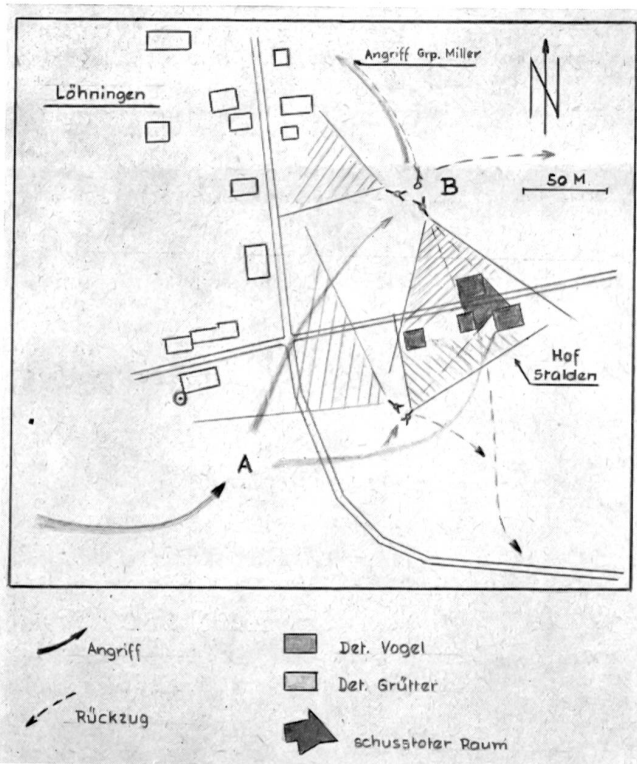 Angriff Grp. Miller
N
Löhningen
B
50 M.
Hof
Stalden
A
Angriff
Det. Vogel
Det. Grütter
Rückzug
schusstoter Raum